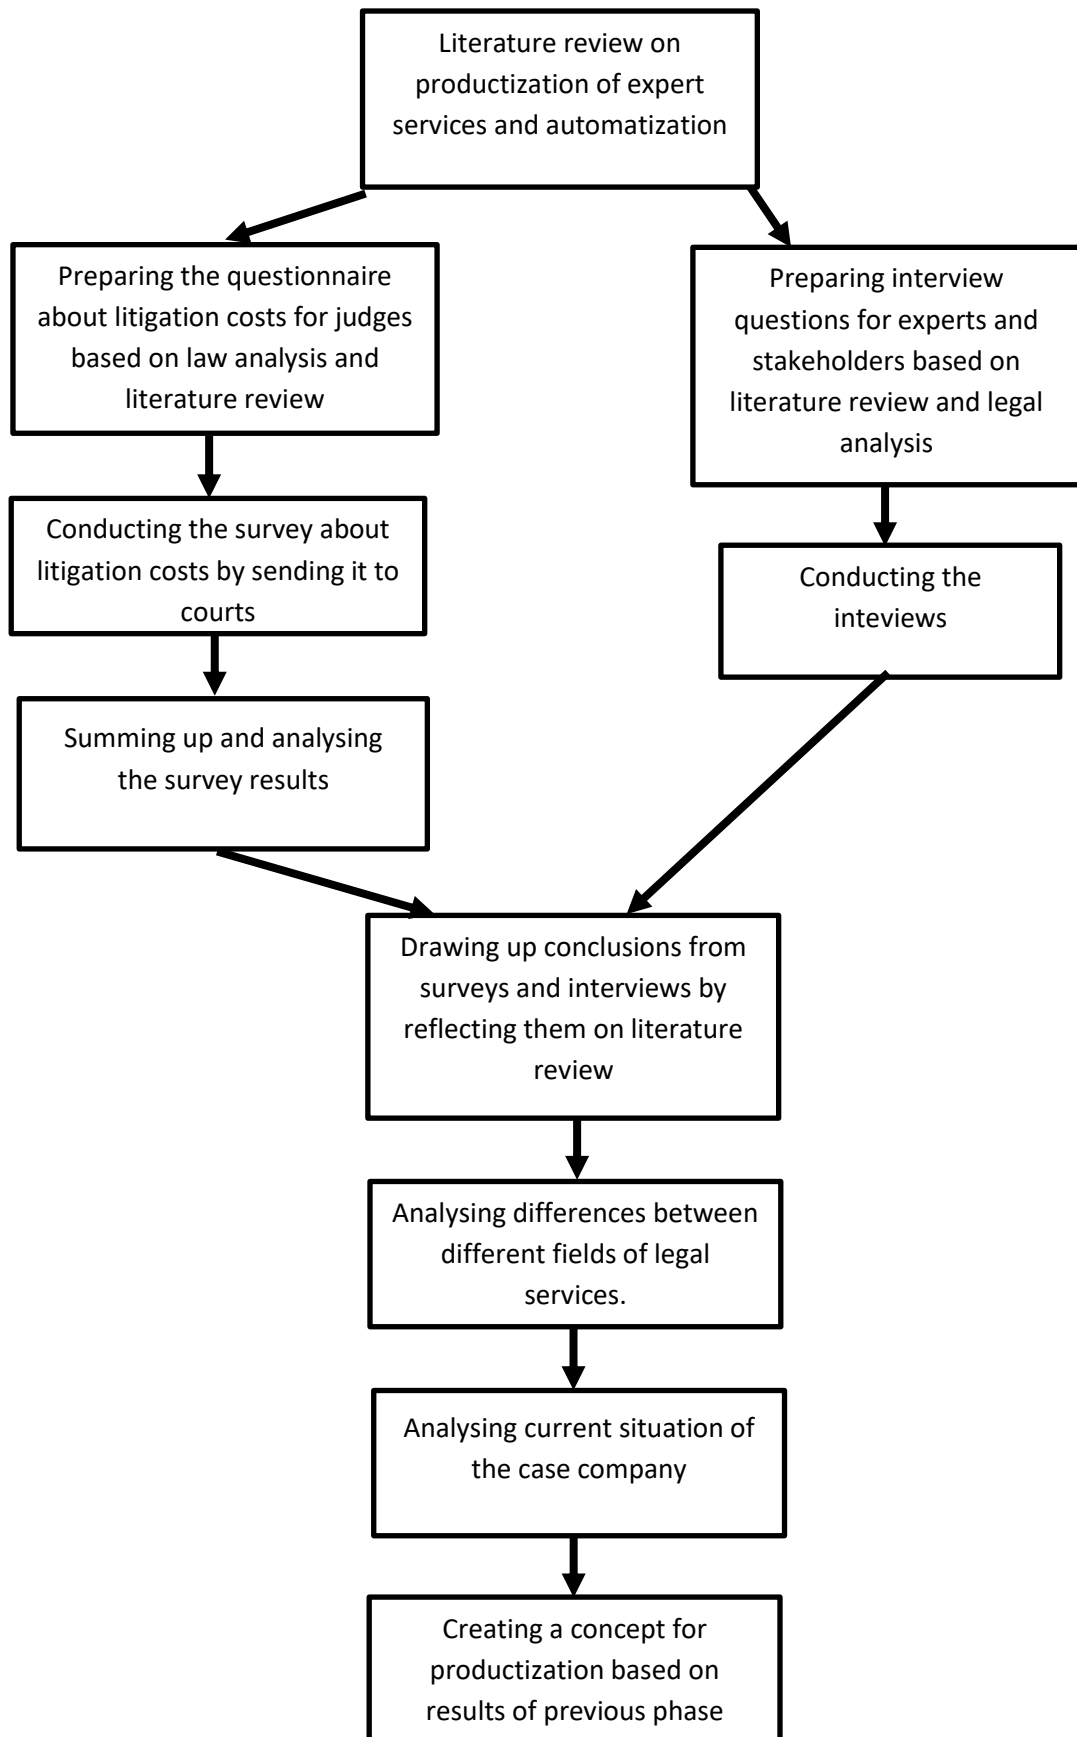 Literature review on
productization of expert
services and automatization
Preparing the questionnaire
about litigation costs for judges
based on law analysis and
literature review
Preparing interview
questions for experts and
stakeholders based on
literature review and legal
analysis
Conducting the survey about
litigation costs by sending it to
courts
Conducting the
inteviews
Summing up and analysing
the survey results
Drawing up conclusions from
surveys and interviews by
reflecting them on literature
review
Analysing differences between
different fields of legal
services.
Analysing current situation of
the case company
Creating a concept for
productization based on
results of previous phase